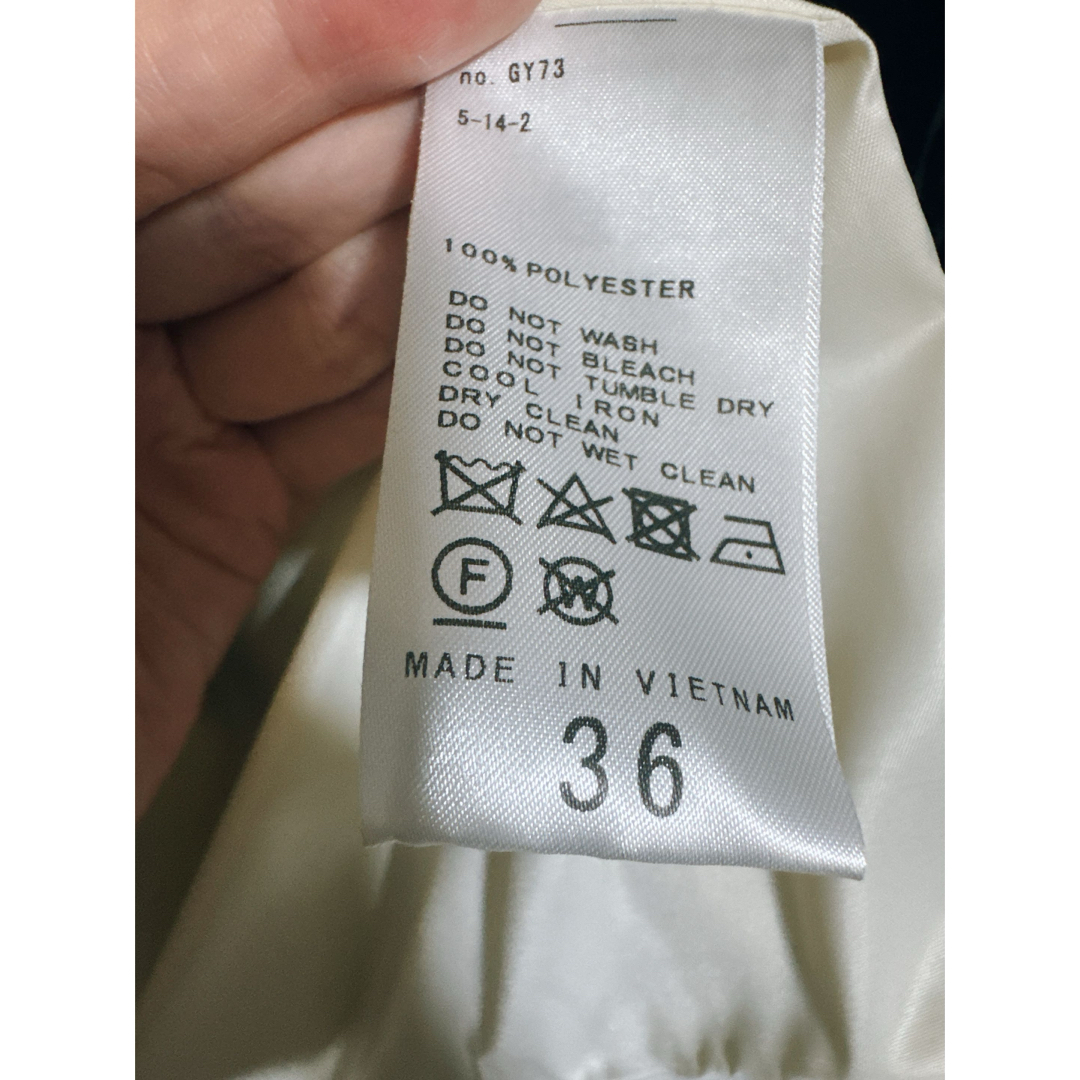 no. GY73
5-14-2
100% POLYESTER
DO NOT WASH
DO NOT BLEACH
DO NOT TUMBLE DRY
COOL IRON
DRY CLEAN
DO NOT WET CLEAN
F W
MADE IN VIETNAM
36